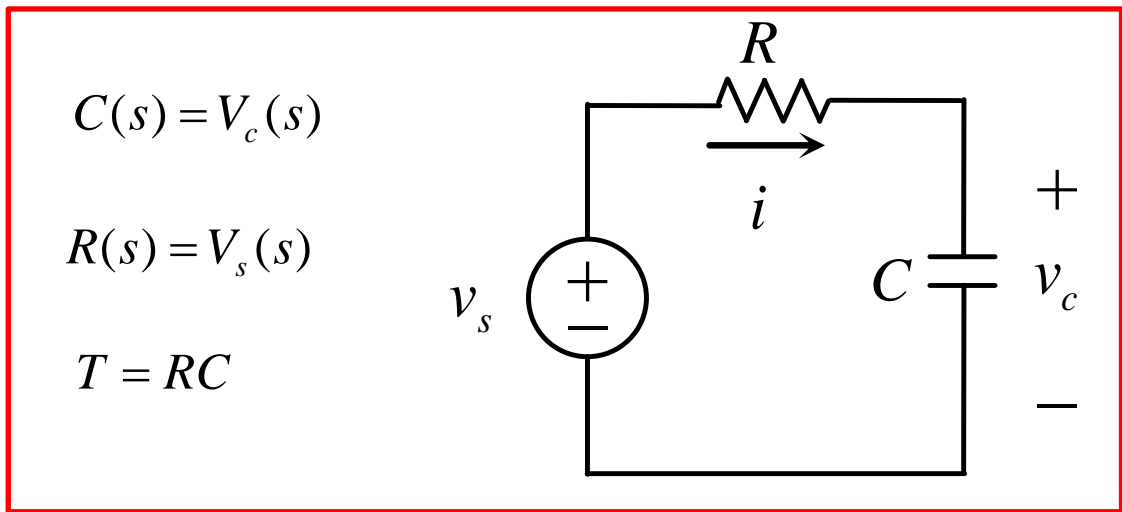 C(s) = V_c(s)
R(s) = V_s(s)
T = RC
R
i
v_s
+
−
C
+
v_c
−